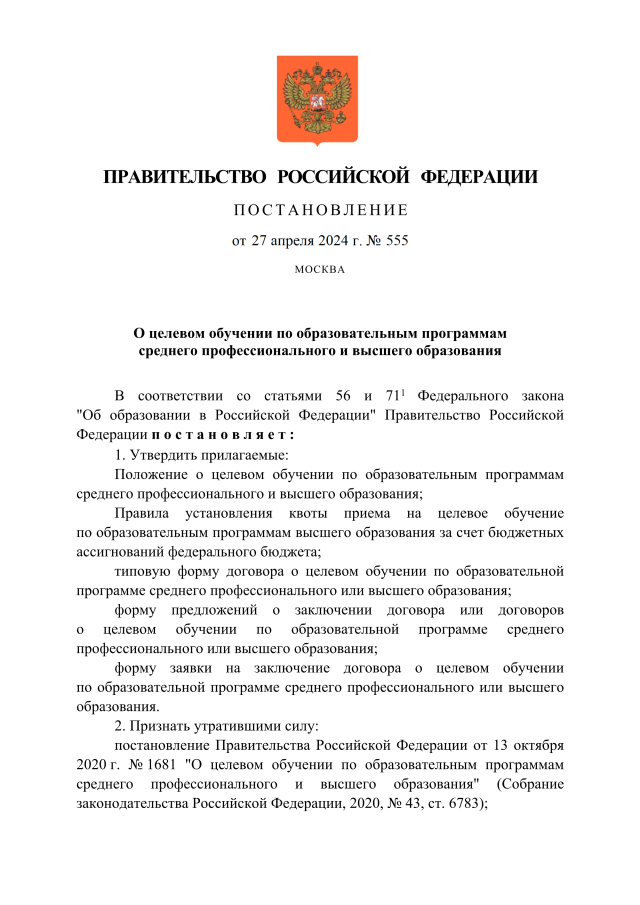 ПРАВИТЕЛЬСТВО РОССИЙСКОЙ ФЕДЕРАЦИИ
ПОСТАНОВЛЕНИЕ
от 27 апреля 2024 г. № 555
МОСКВА
О целевом обучении по образовательным программам
среднего профессионального и высшего образования
В соответствии со статьями 56 и 71¹ Федерального закона
"Об образовании в Российской Федерации" Правительство Российской
Федерации постановляет:
1. Утвердить прилагаемые:
Положение о целевом обучении по образовательным программам
среднего профессионального и высшего образования;
Правила установления квоты приема на целевое обучение
по образовательным программам высшего образования за счет бюджетных
ассигнований федерального бюджета;
типовую форму договора о целевом обучении по образовательной
программе среднего профессионального или высшего образования;
форму предложений о заключении договора или договоров
о целевом обучении по образовательной программе среднего
профессионального или высшего образования;
форму заявки на заключение договора о целевом обучении
по образовательной программе среднего профессионального или высшего
образования.
2. Признать утратившими силу:
постановление Правительства Российской Федерации от 13 октября
2020 г. № 1681 "О целевом обучении по образовательным программам
среднего профессионального и высшего образования" (Собрание
законодательства Российской Федерации, 2020, № 43, ст. 6783);